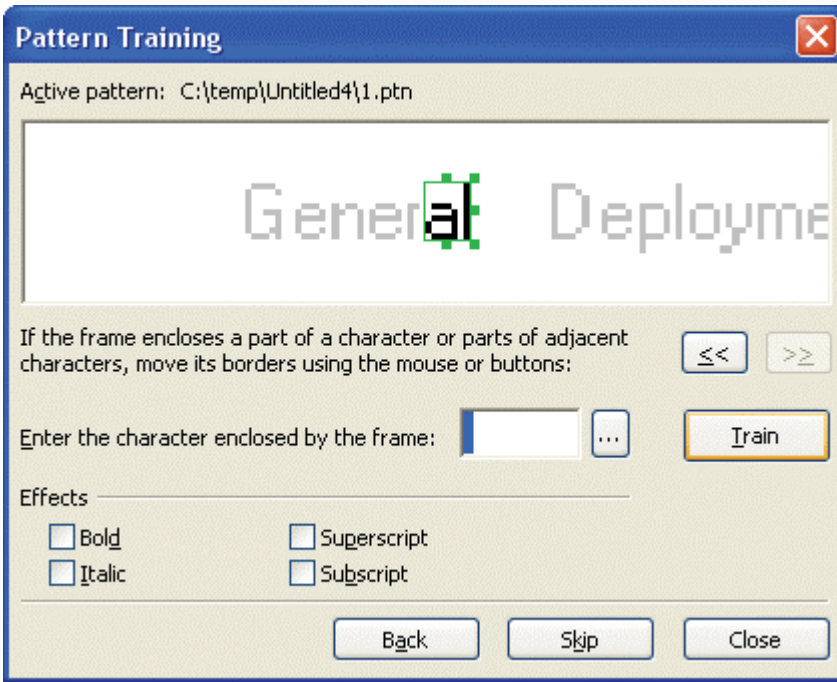 Pattern Training
Active pattern: C:\temp\Untitled4\1.ptn
General Deployme
If the frame encloses a part of a character or parts of adjacent
characters, move its borders using the mouse or buttons:
<< >>
Enter the character enclosed by the frame: ... Train
Effects
Bold Superscript
Italic Subscript
Back Skip Close